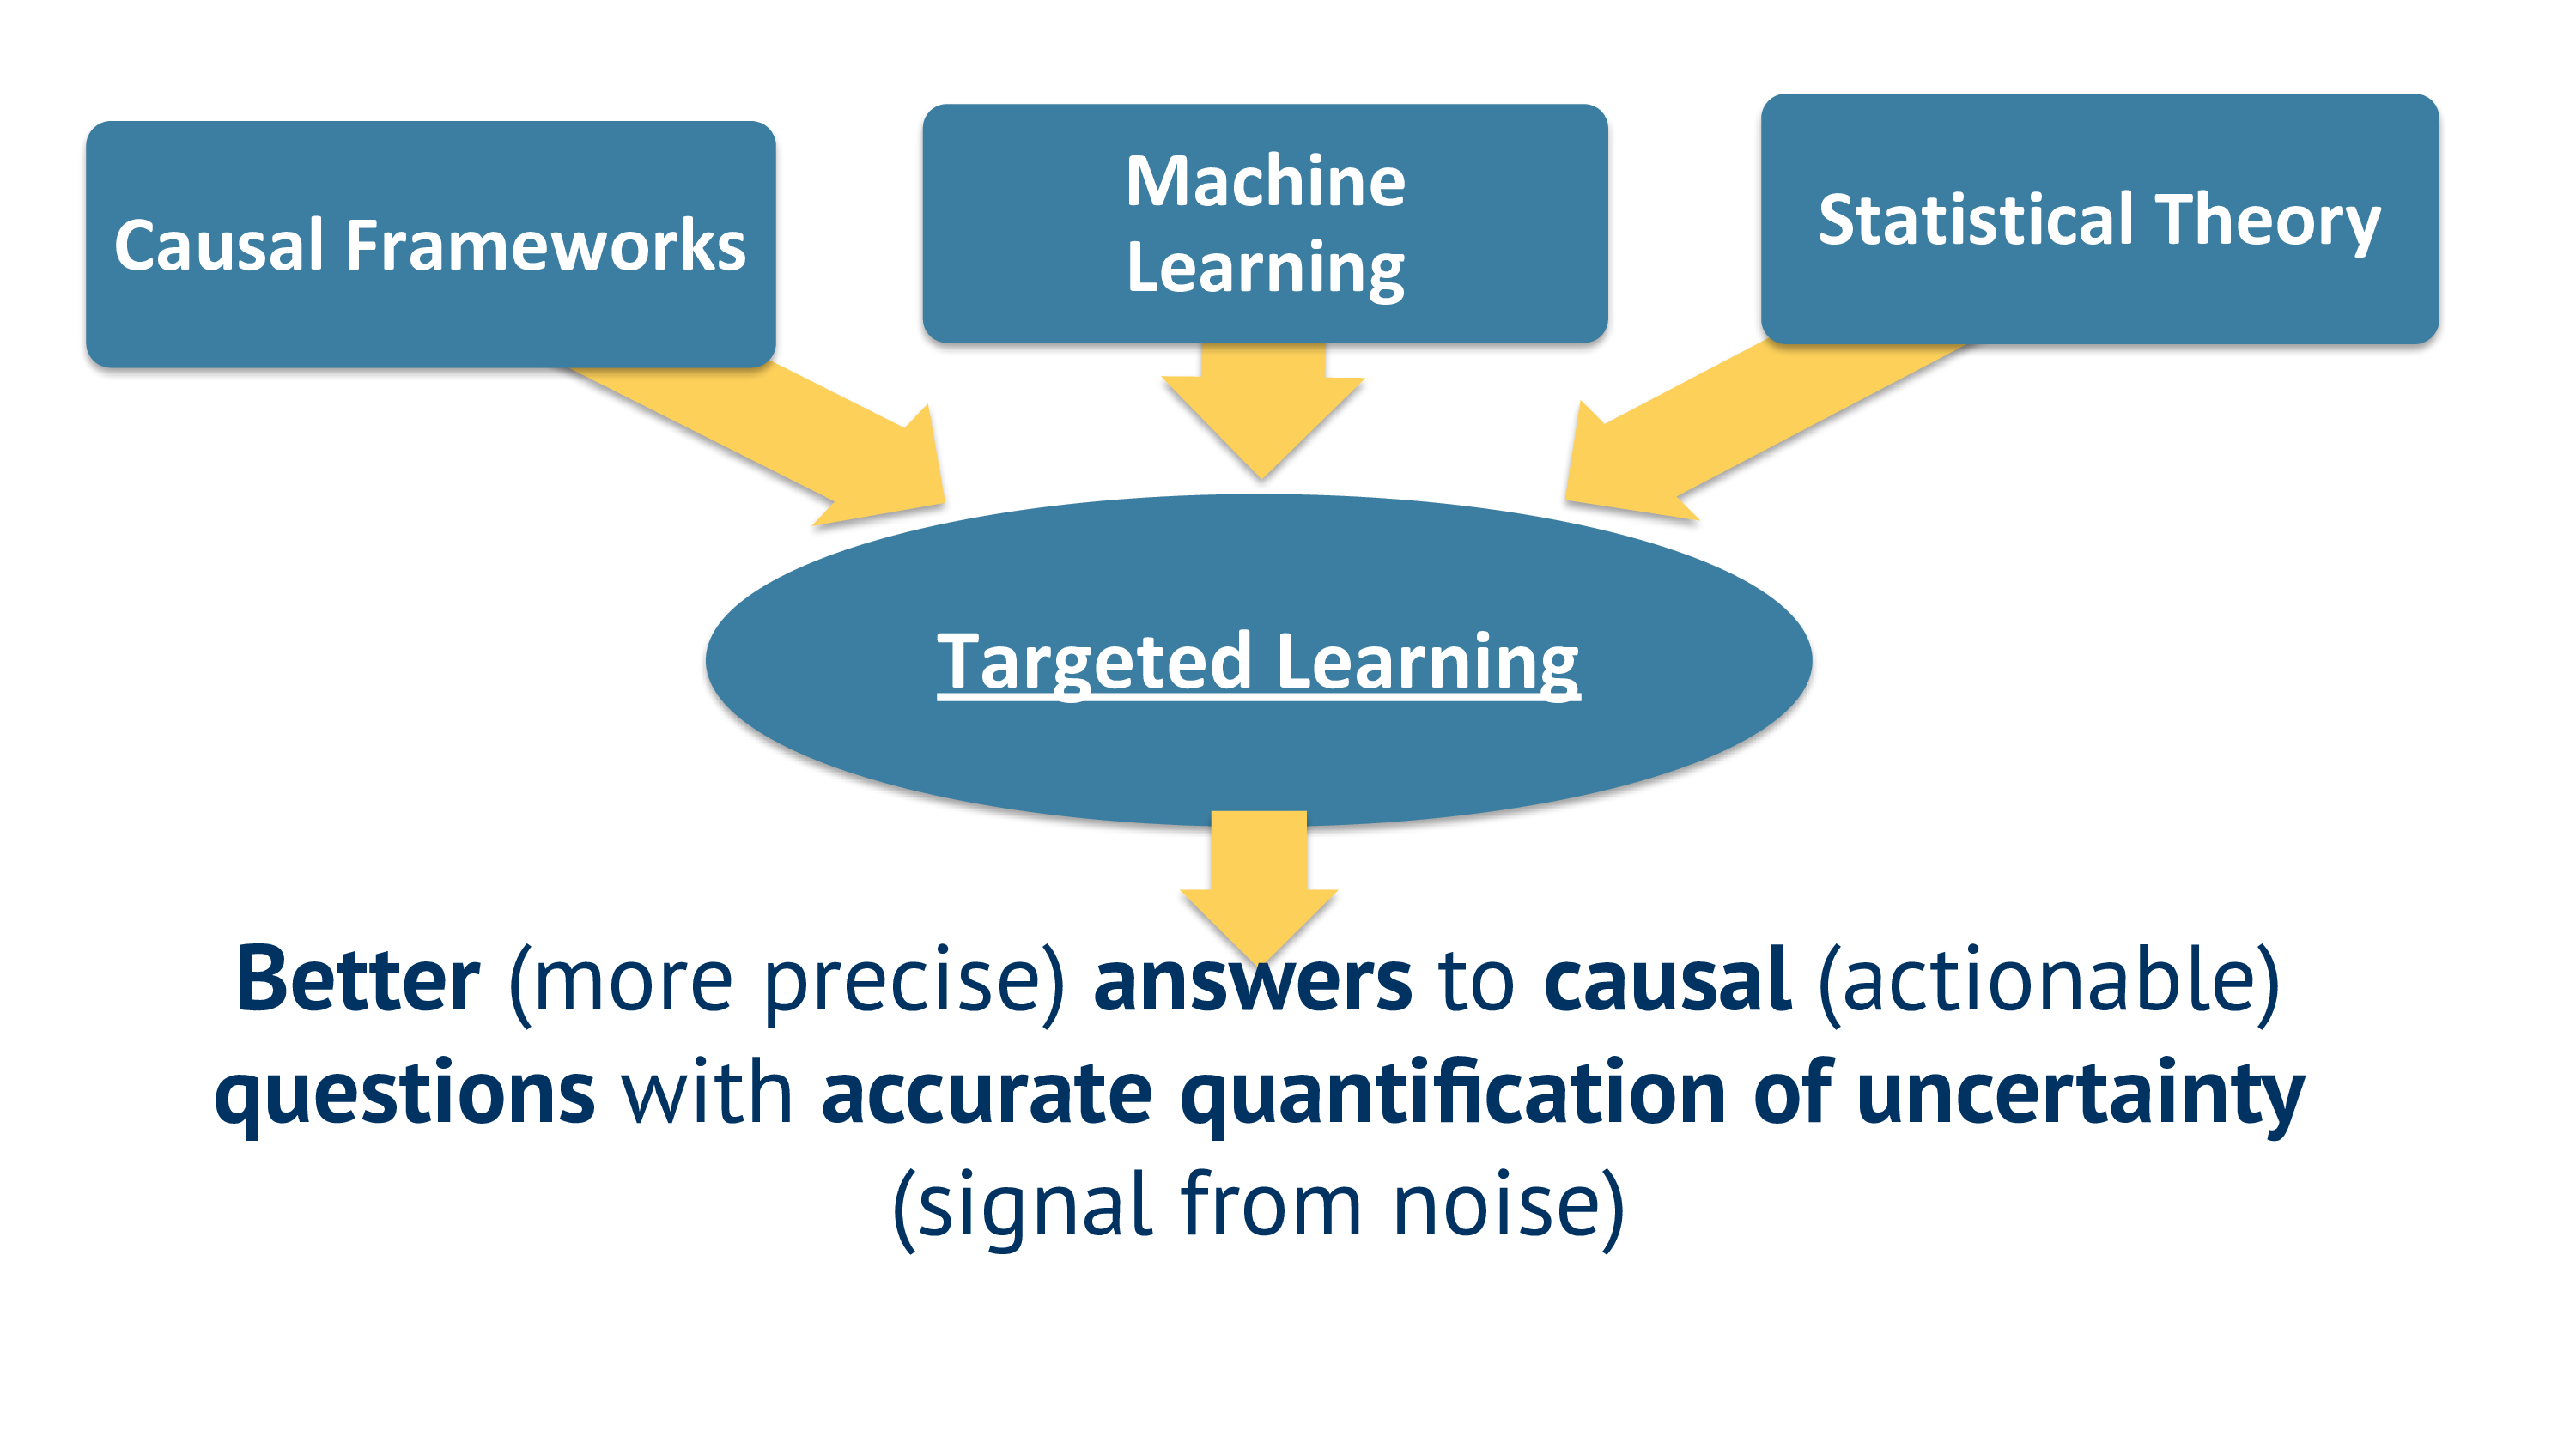 Causal Frameworks
Machine
Learning
Statistical Theory
Targeted Learning
Better (more precise) answers to causal (actionable)
questions with accurate quantification of uncertainty
(signal from noise)